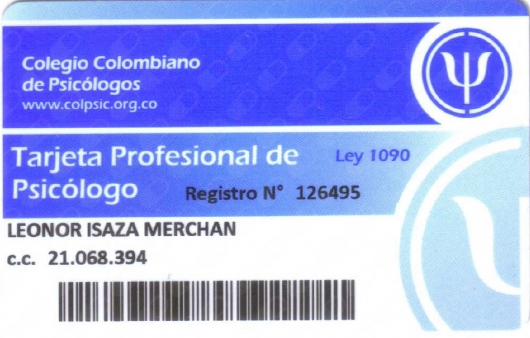 Colegio Colombiano
de Psicólogos
www.colpsic.org.co
Tarjeta Profesional de
Psicólogo
Ley 1090
Registro N° 126495
LEONOR ISAZA MERCHAN
c.c. 21.068.394